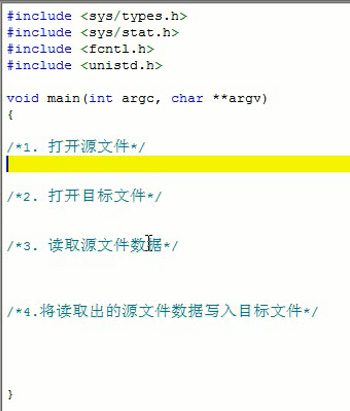 #include <sys/types.h>
#include <sys/stat.h>
#include <fcntl.h>
#include <unistd.h>
void main(int argc, char **argv)
{
/*1. 打开源文件*/
/*2. 打开目标文件*/
/*3. 读取源文件数据*/
/*4.将读取出的源文件数据写入目标文件*/
}